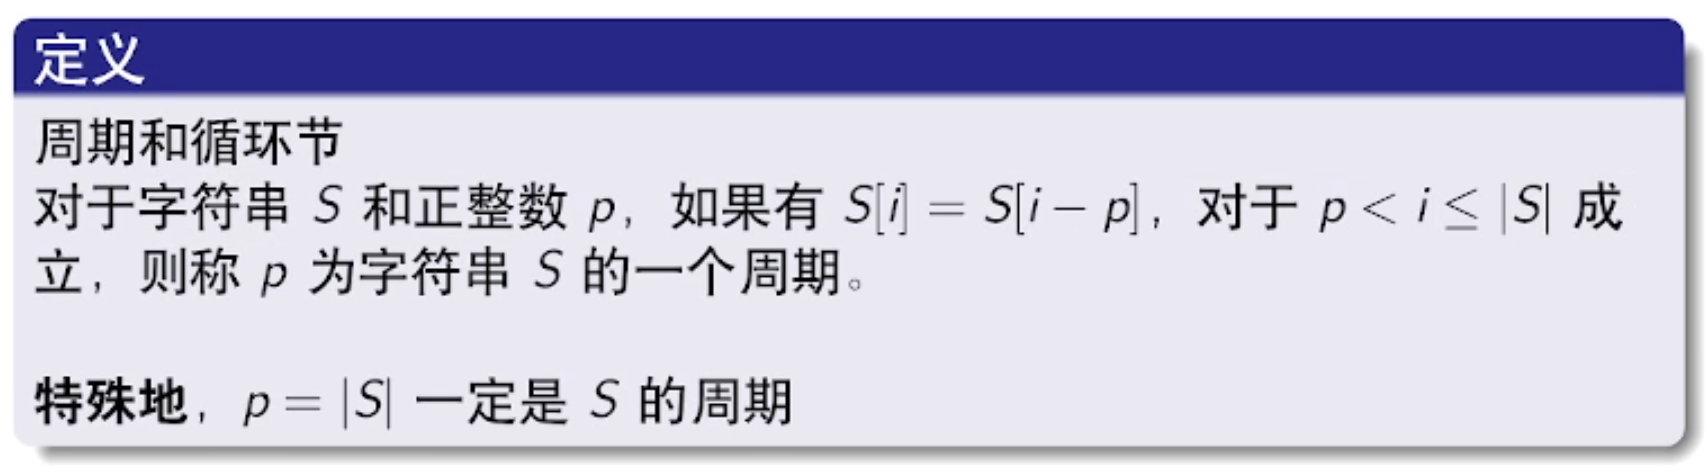 定义
周期和循环节
对于字符串 S 和正整数 p，如果有 S[i] = S[i − p]，对于 p < i ≤ |S| 成
立，则称 p 为字符串 S 的一个周期。
特殊地，p = |S| 一定是 S 的周期